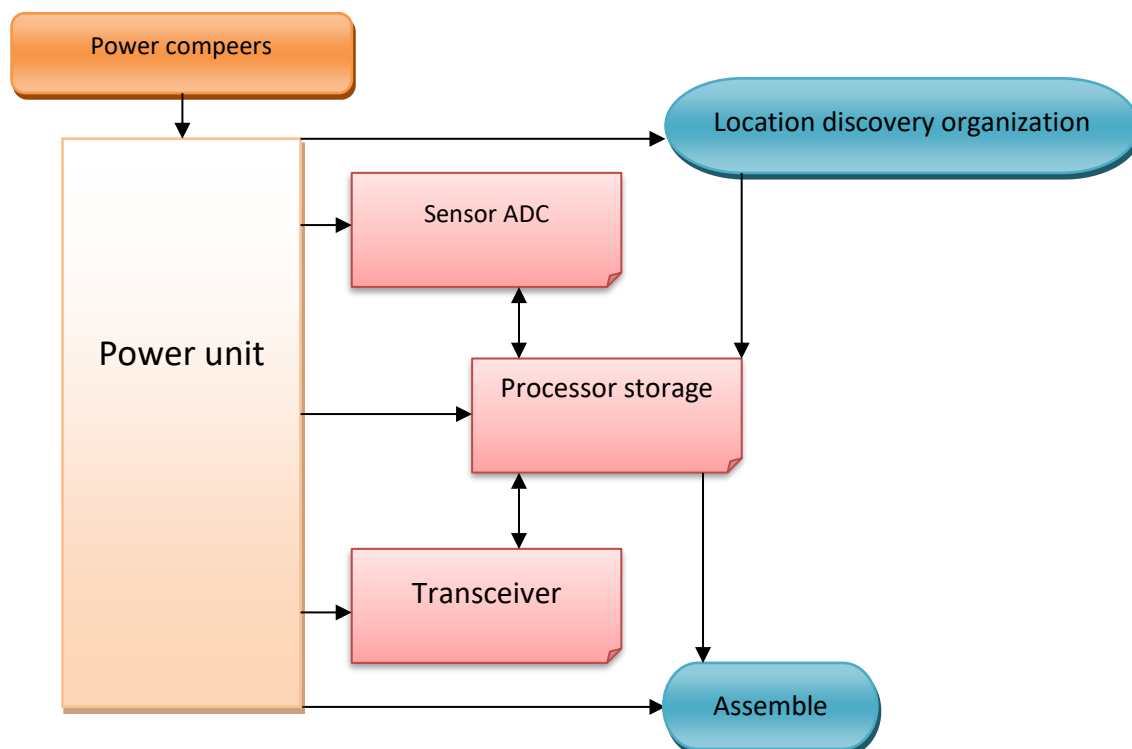 Power compeers
Location discovery organization
Sensor ADC
Power unit
Processor storage
Transceiver
Assemble